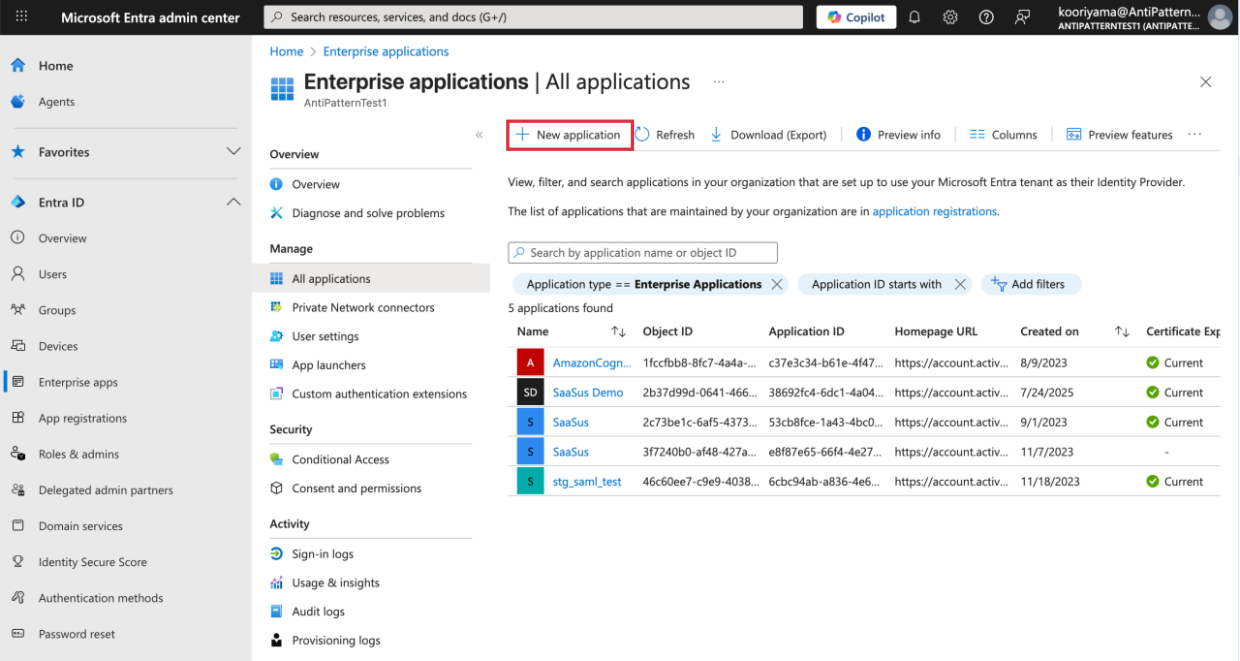 Microsoft Entra admin center
Search resources, services, and docs (G+/)
Copilot
kooriyama@AntiPattern...
ANTIPATTERNTEST1 (ANTIPATTE...
Home
Agents
Favorites
Entra ID
Overview
Users
Groups
Devices
Enterprise apps
App registrations
Roles & admins
Delegated admin partners
Domain services
Identity Secure Score
Authentication methods
Password reset
Home > Enterprise applications
Enterprise applications | All applications ...
AntiPatternTest1
Overview
Overview
Diagnose and solve problems
Manage
All applications
Private Network connectors
User settings
App launchers
Custom authentication extensions
Security
Conditional Access
Consent and permissions
Activity
Sign-in logs
Usage & insights
Audit logs
Provisioning logs
New application Refresh Download (Export) Preview info Columns Preview features ...
View, filter, and search applications in your organization that are set up to use your Microsoft Entra tenant as their Identity Provider.
The list of applications that are maintained by your organization are in application registrations.
Search by application name or object ID
Application type == Enterprise Applications Application ID starts with Add filters
5 applications found
Name Object ID Application ID Homepage URL Created on Certificate Exp
A AmazonCogn... 1fccfbb8-8fc7-4a4a-... c37e3c34-b61e-4f47... https://account.activ... 8/9/2023 Current
SD SaaSus Demo 2b37d99d-0641-466... 38692fc4-6dc1-4a04... https://account.activ... 7/24/2025 Current
S SaaSus 2c73be1c-6af5-4373... 53cb8fce-1a43-4bc0... https://account.activ... 9/1/2023 Current
S SaaSus 3f7240b0-af48-427a... e8f87e65-66f4-4e27... https://account.activ... 11/7/2023 -
S stg_saml_test 46c60ee7-c9e9-4038... 6cbc94ab-a836-4e6... https://account.activ... 11/18/2023 Current